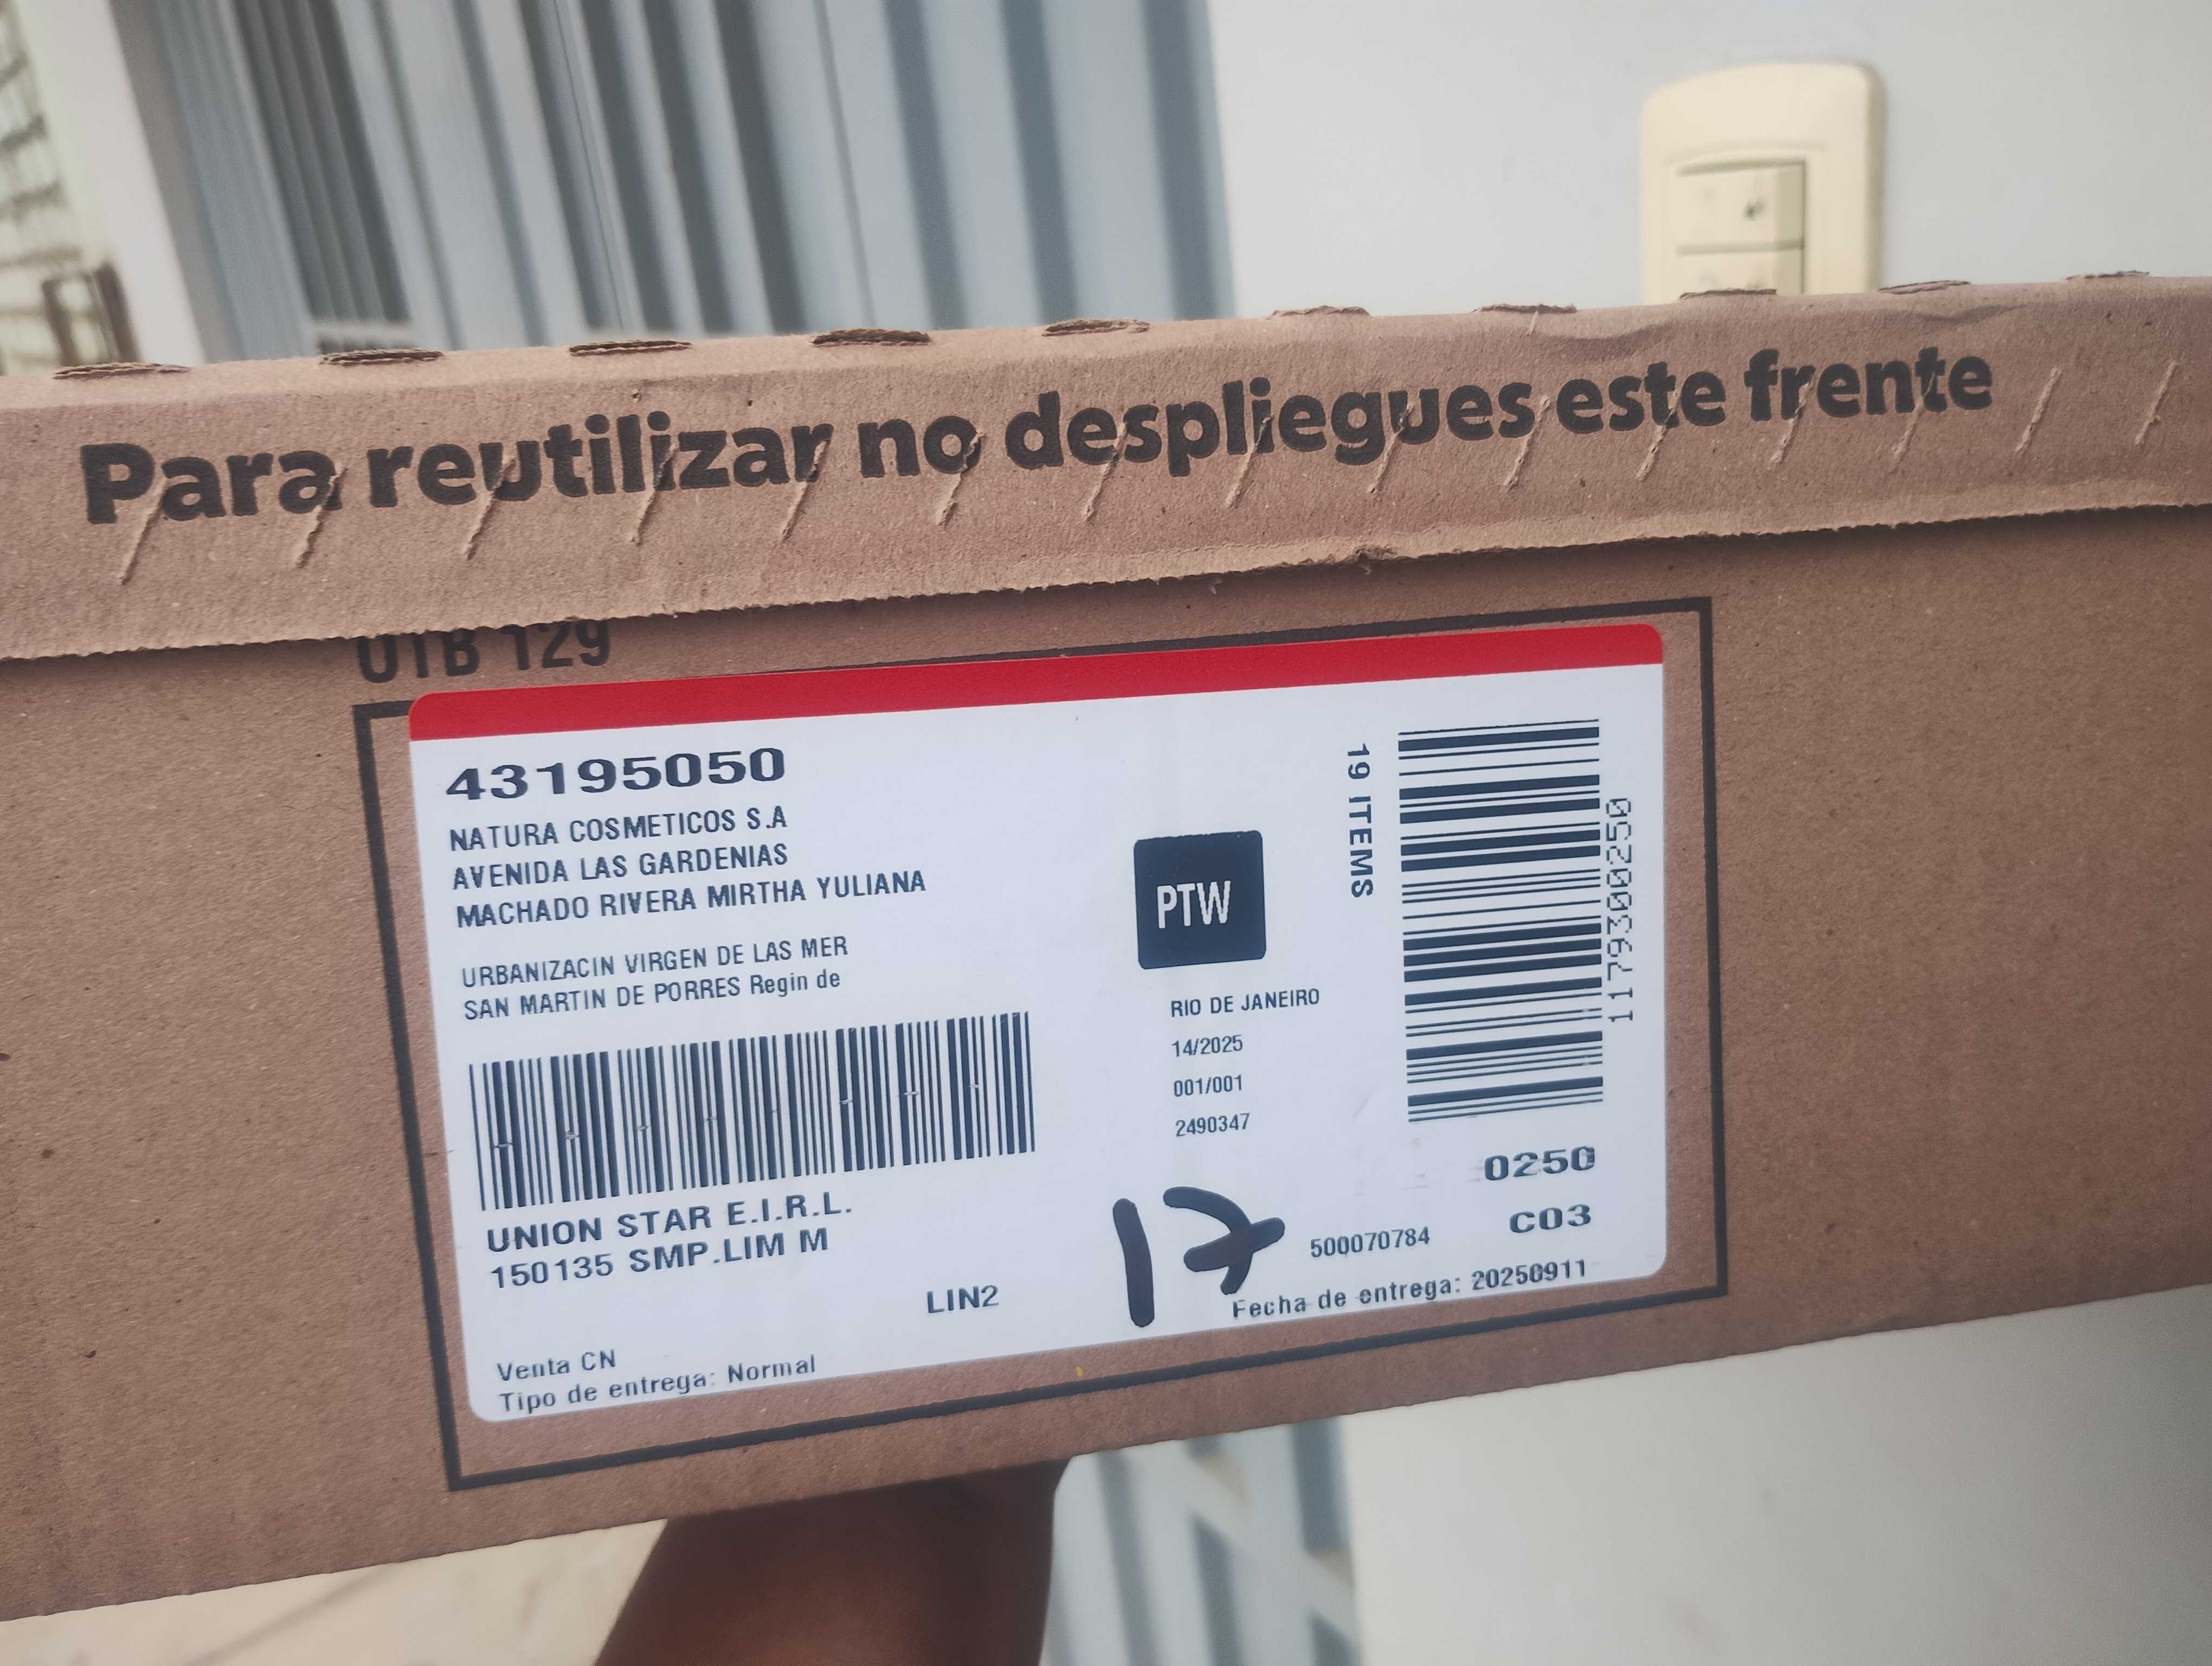 Para reutilizar no despliegues este frente
UTB 129
43195050
NATURA COSMETICOS S.A
AVENIDA LAS GARDENIAS
MACHADO RIVERA MIRTHA YULIANA
URBANIZACIN VIRGEN DE LAS MER
SAN MARTIN DE PORRES Regin de
UNION STAR E.I.R.L.
150135 SMP.LIM M
LIN2
Venta CN
Tipo de entrega: Normal
PTW
RIO DE JANEIRO
14/2025
001/001
2490347
17
19 ITEMS
1179300250
0250
C03
500070784
Fecha de entrega: 20250911